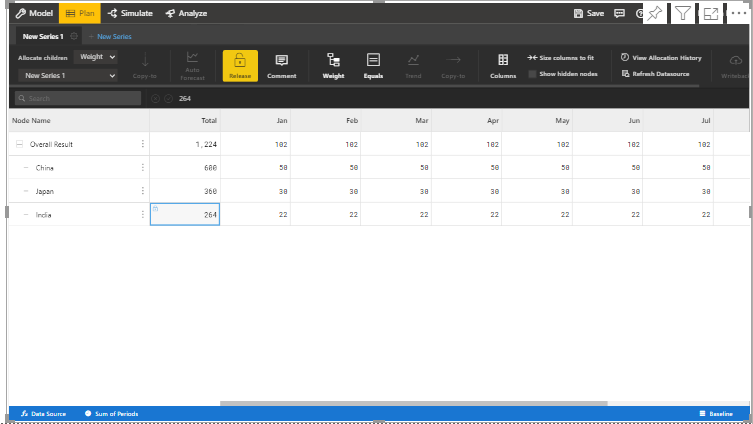 Model Plan Simulate Analyze Save
New Series 1 + New Series
Allocate children Weight
New Series 1
Copy-to
Auto
Forecast
Release
Comment
Weight
Equals
Trend
Copy-to
Columns
Size columns to fit
Show hidden nodes
View Allocation History
Refresh Datasource
Writeback
Search 264
Node Name Total Jan Feb Mar Apr May Jun Jul
Overall Result 1,224 102 102 102 102 102 102 102
China 600 50 50 50 50 50 50 50
Japan 360 30 30 30 30 30 30 30
India 264 22 22 22 22 22 22 22
Data Source Sum of Periods Baseline